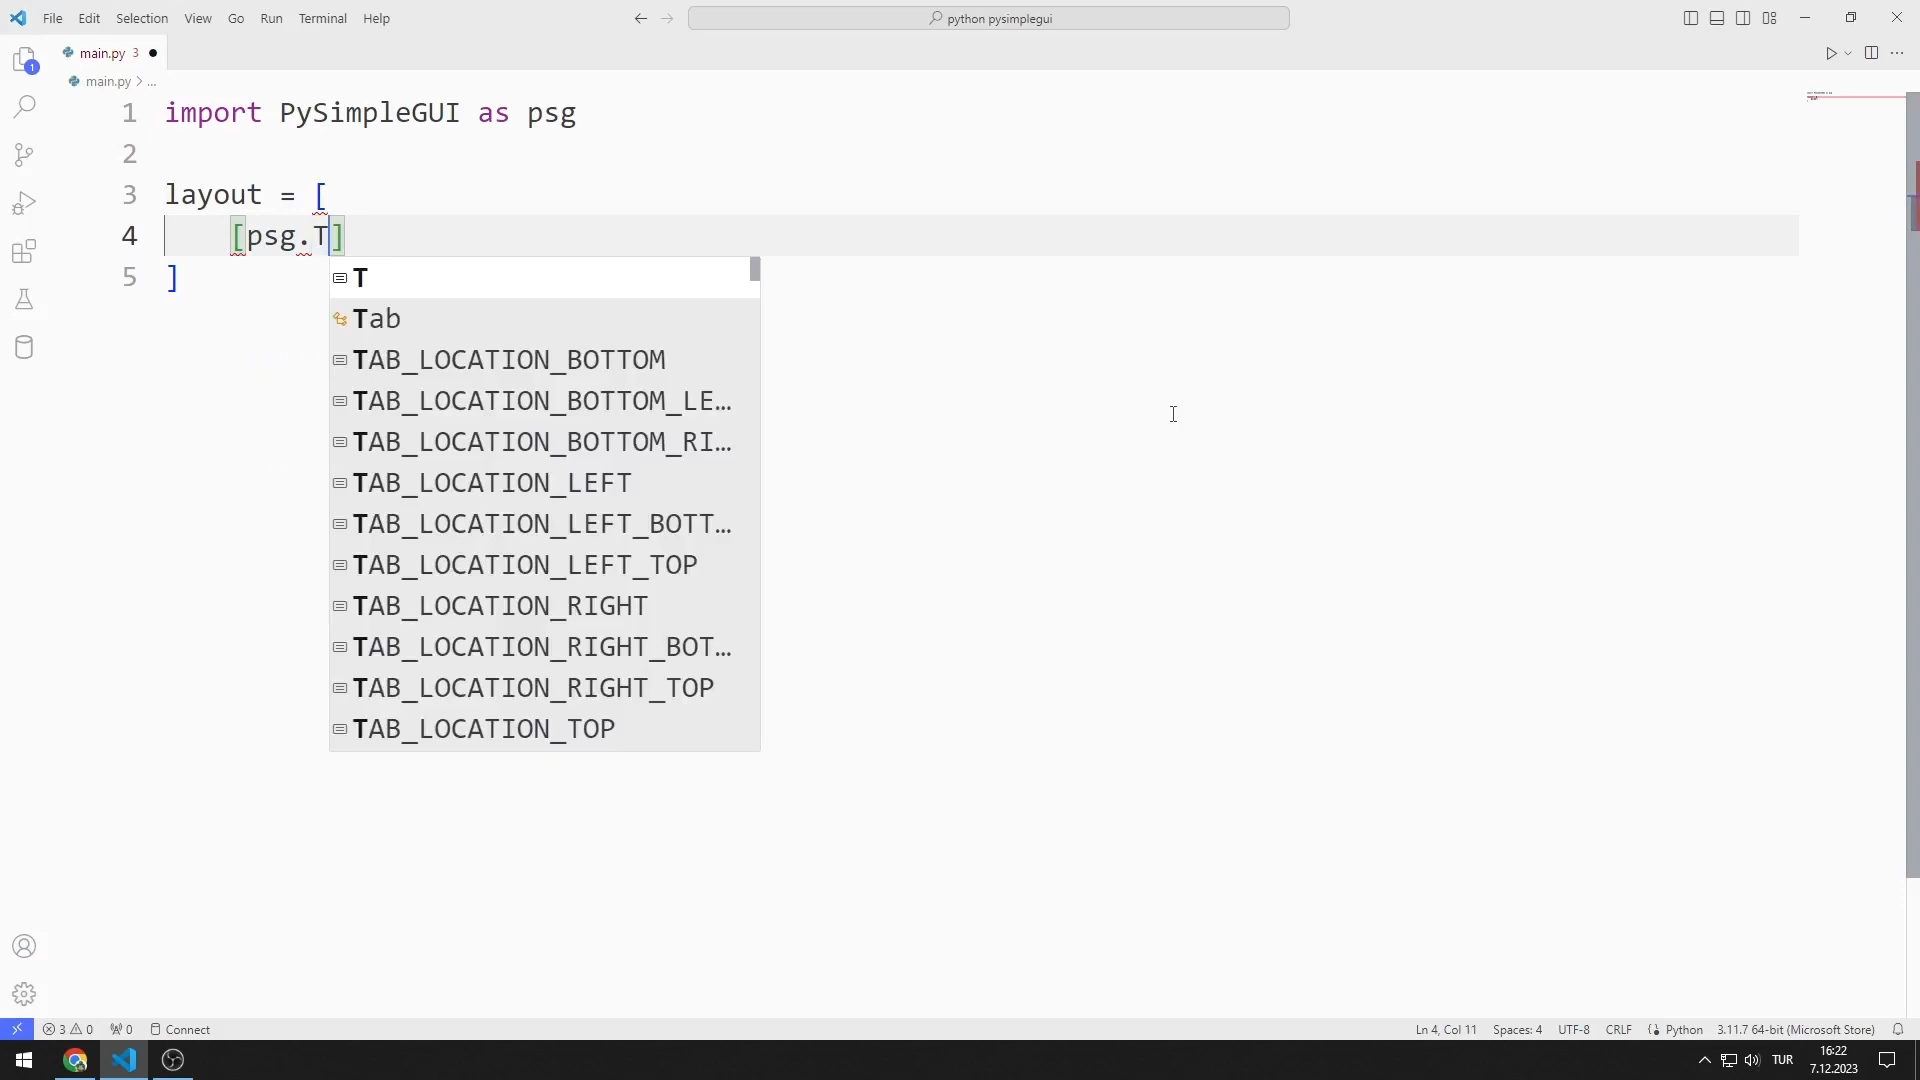 File Edit Selection View Go Run Terminal Help
python pysimplegui
main.py 3
main.py > ...
1 import PySimpleGUI as psg
2
3 layout = [
4 [psg.T]
5 ]
T
Tab
TAB_LOCATION_BOTTOM
TAB_LOCATION_BOTTOM_LE...
TAB_LOCATION_BOTTOM_RI...
TAB_LOCATION_LEFT
TAB_LOCATION_LEFT_BOTT...
TAB_LOCATION_LEFT_TOP
TAB_LOCATION_RIGHT
TAB_LOCATION_RIGHT_BOT...
TAB_LOCATION_RIGHT_TOP
TAB_LOCATION_TOP
1
3 0 0 Connect Ln 4, Col 11 Spaces: 4 UTF-8 CRLF Python 3.11.7 64-bit (Microsoft Store)
TUR 16:22
7.12.2023